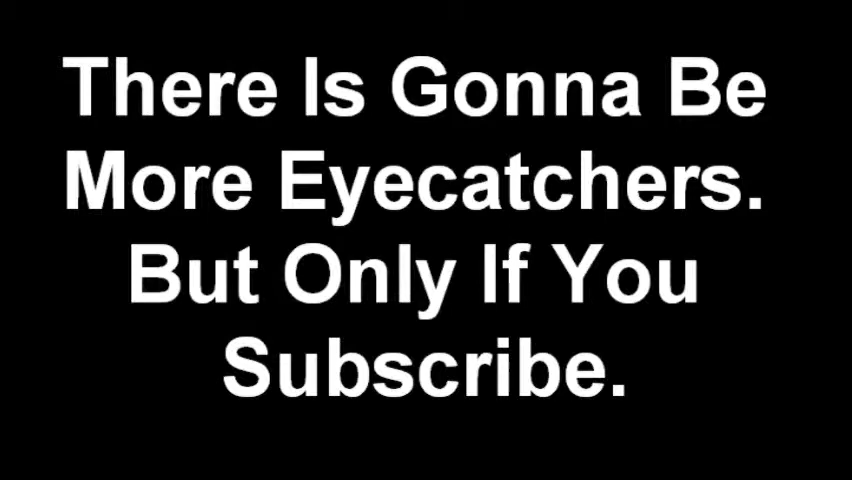 There Is Gonna Be
More Eyecatchers.
But Only If You
Subscribe.